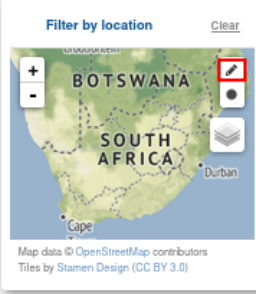 Filter by location Clear
+
-
BOTSWANA
SOUTH
AFRICA
Durban
Cape
Map data © OpenStreetMap contributors
Tiles by Stamen Design (CC BY 3.0)